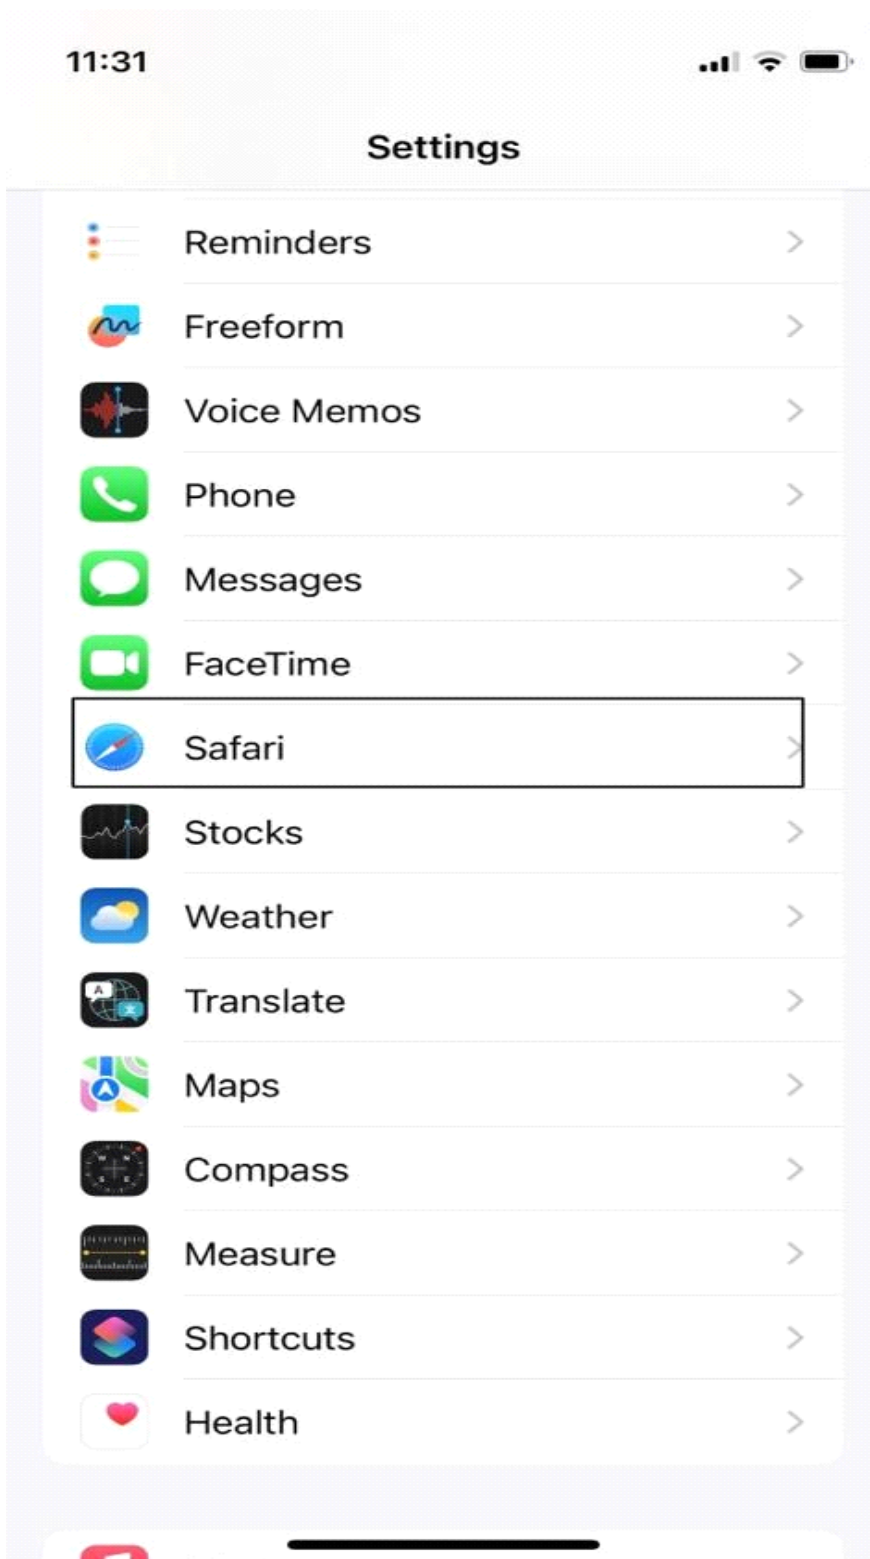 11:31
Settings
Reminders
Freeform
Voice Memos
Phone
Messages
FaceTime
Safari
Stocks
Weather
Translate
Maps
Compass
Measure
Shortcuts
Health